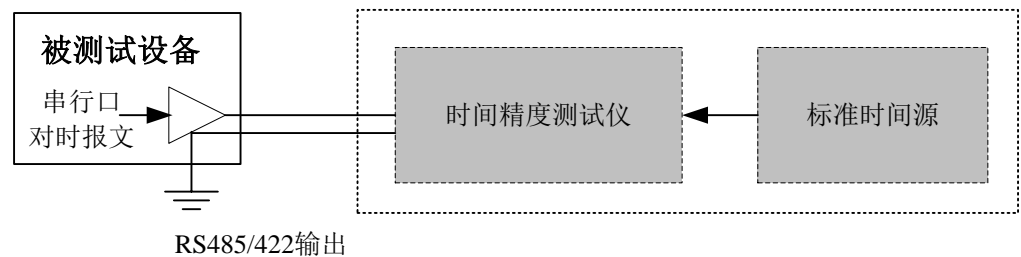 被测试设备
串行口
对时报文
时间精度测试仪
标准时间源
RS485/422输出